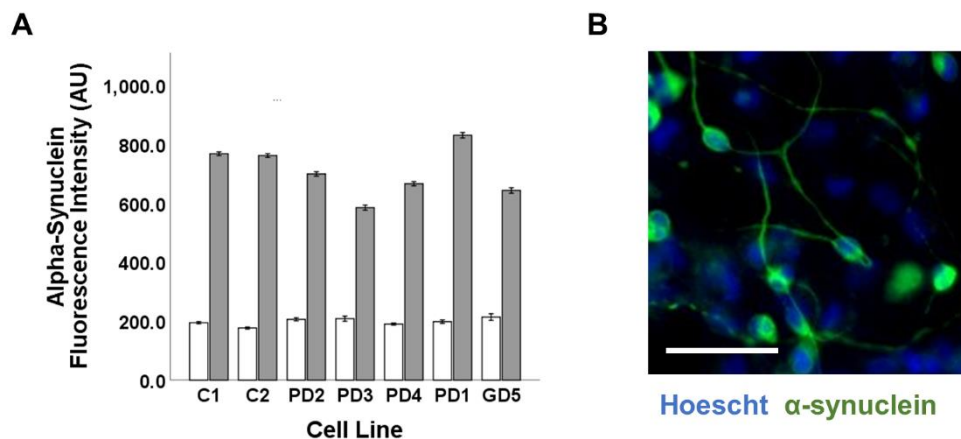 A
Alpha-Synuclein
Fluorescence Intensity (AU)
1,000.0
800.0
600.0
400.0
200.0
0.0
...
C1 C2 PD2 PD3 PD4 PD1 GD5
Cell Line
B
Hoescht α-synuclein